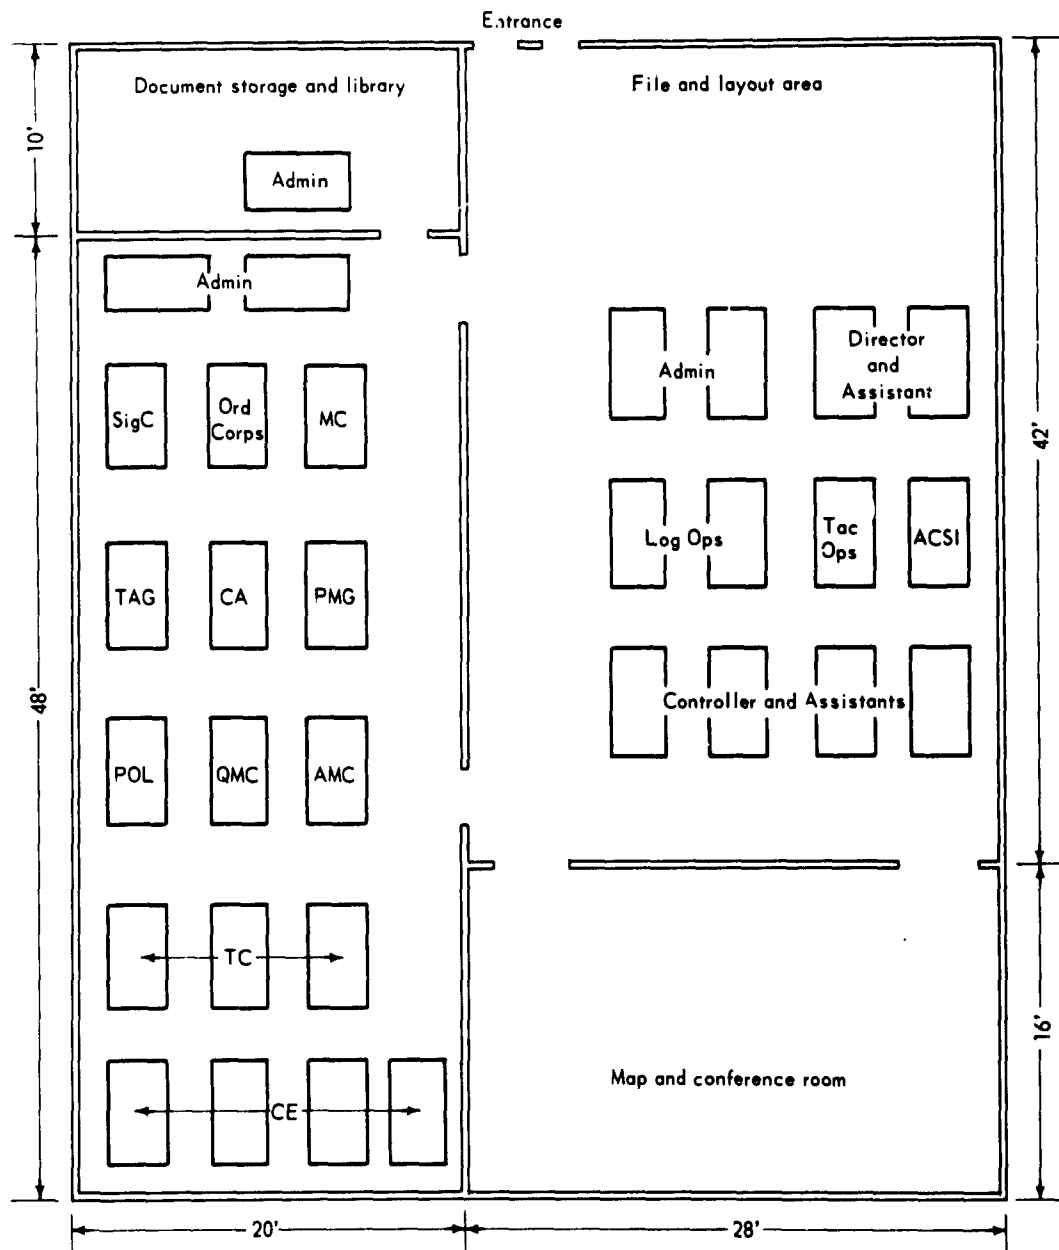 Entrance
Document storage and library
File and layout area
10'
Admin
Admin
SigC
Ord
Corps
MC
Admin
Director
and
Assistant
42'
TAG
CA
PMG
Log Ops
Tac
Ops
ACSI
48'
POL
QMC
AMC
Controller and Assistants
TC
CE
Map and conference room
16'
20'
28'